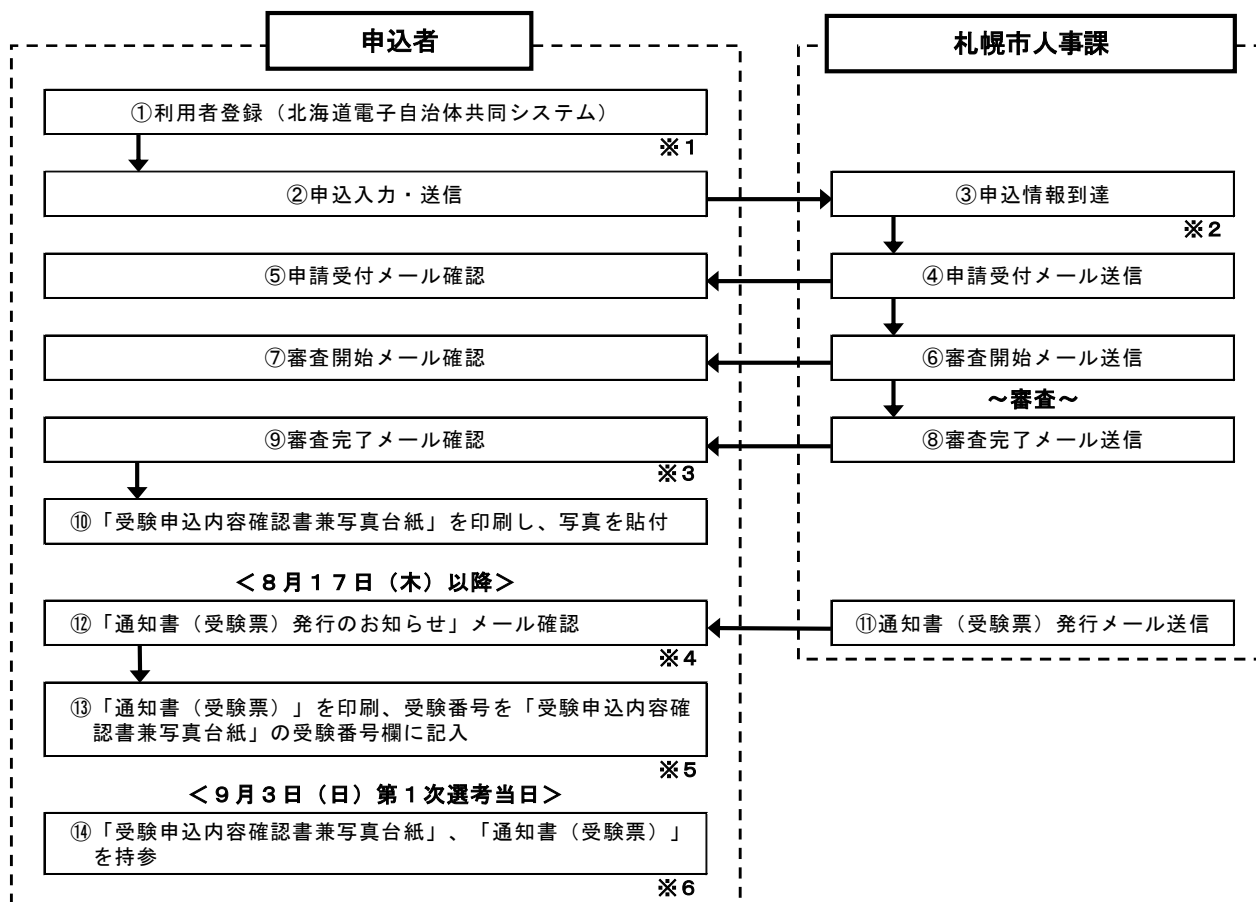 申込者
札幌市人事課
①利用者登録（北海道電子自治体共同システム）
※1
②申込入力・送信
③申込情報到達
※2
⑤申請受付メール確認
④申請受付メール送信
⑦審査開始メール確認
⑥審査開始メール送信
～審査～
⑨審査完了メール確認
⑧審査完了メール送信
※3
⑩「受験申込内容確認書兼写真台紙」を印刷し、写真を貼付
＜8月17日（木）以降＞
⑫「通知書（受験票）発行のお知らせ」メール確認
⑪通知書（受験票）発行メール送信
※4
⑬「通知書（受験票）」を印刷、受験番号を「受験申込内容確
認書兼写真台紙」の受験番号欄に記入
※5
＜9月3日（日）第1次選考当日＞
⑭「受験申込内容確認書兼写真台紙」、「通知書（受験票）」
を持参
※6